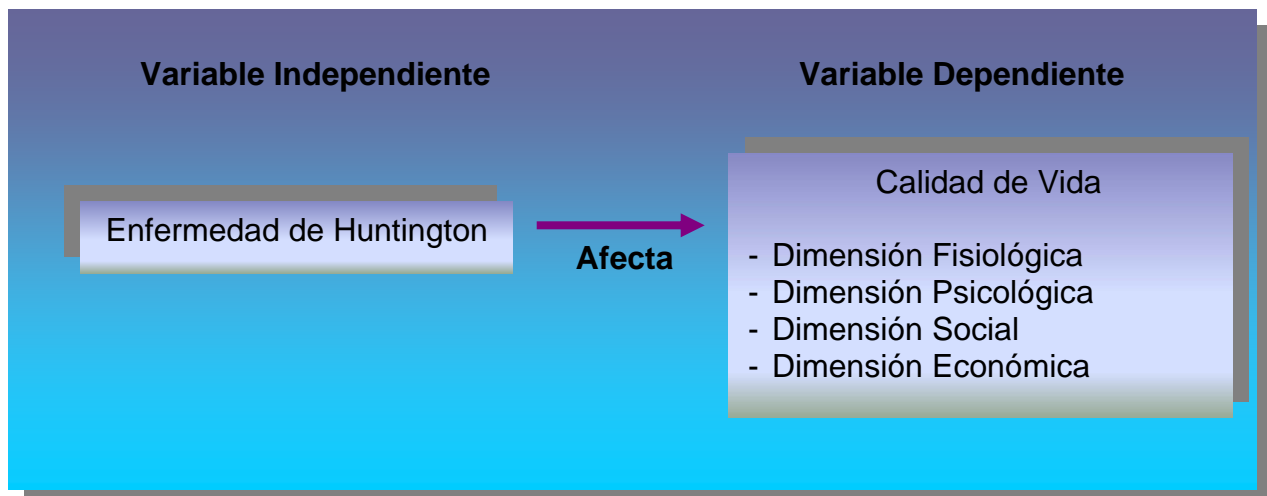 Variable Independiente
Variable Dependiente
Enfermedad de Huntington
Afecta
Calidad de Vida
- Dimensión Fisiológica
- Dimensión Psicológica
- Dimensión Social
- Dimensión Económica